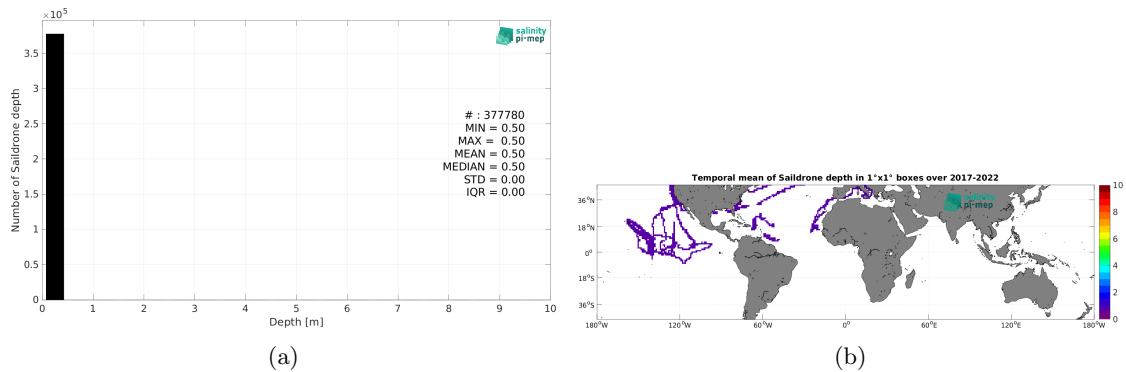 ×10⁵
salinity
pi-mep
3.5
3
2.5
2
1.5
1
0.5
0
Number of Saildrone depth
# : 377780
MIN = 0.50
MAX = 0.50
MEAN = 0.50
MEDIAN = 0.50
STD = 0.00
IQR = 0.00
0 1 2 3 4 5 6 7 8 9 10
Depth [m]
(a)
Temporal mean of Saildrone depth in 1°x1° boxes over 2017-2022
salinity
pi-mep
36°N
18°N
0°
18°S
36°S
180°W 120°W 60°W 0° 60°E 120°E 180°W
10
8
6
4
2
0
(b)